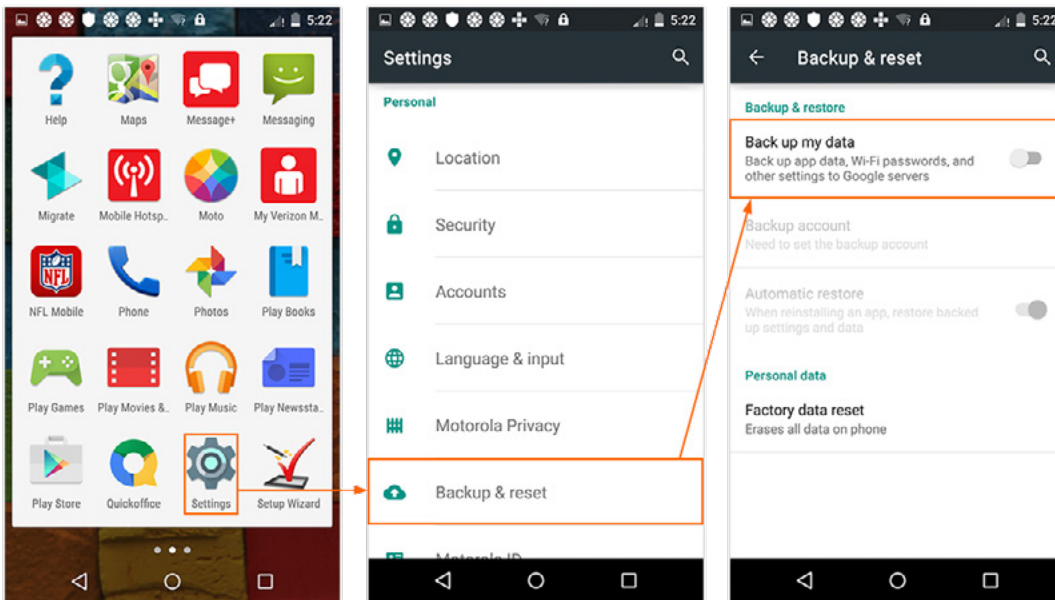 5:22
Help
Maps
Message+
Messaging
Migrate
Mobile Hotsp..
Moto
My Verizon M..
NFL
NFL Mobile
Phone
Photos
Play Books
Play Games
Play Movies &..
Play Music
Play Newssta..
Play Store
Quickoffice
Settings
Setup Wizard
5:22
Settings
Personal
Location
Security
Accounts
Language & input
Motorola Privacy
Backup & reset
Motorola ID
5:22
Backup & reset
Backup & restore
Back up my data
Back up app data, Wi-Fi passwords, and
other settings to Google servers
Backup account
Need to set the backup account
Automatic restore
When reinstalling an app, restore backed
up settings and data
Personal data
Factory data reset
Erases all data on phone